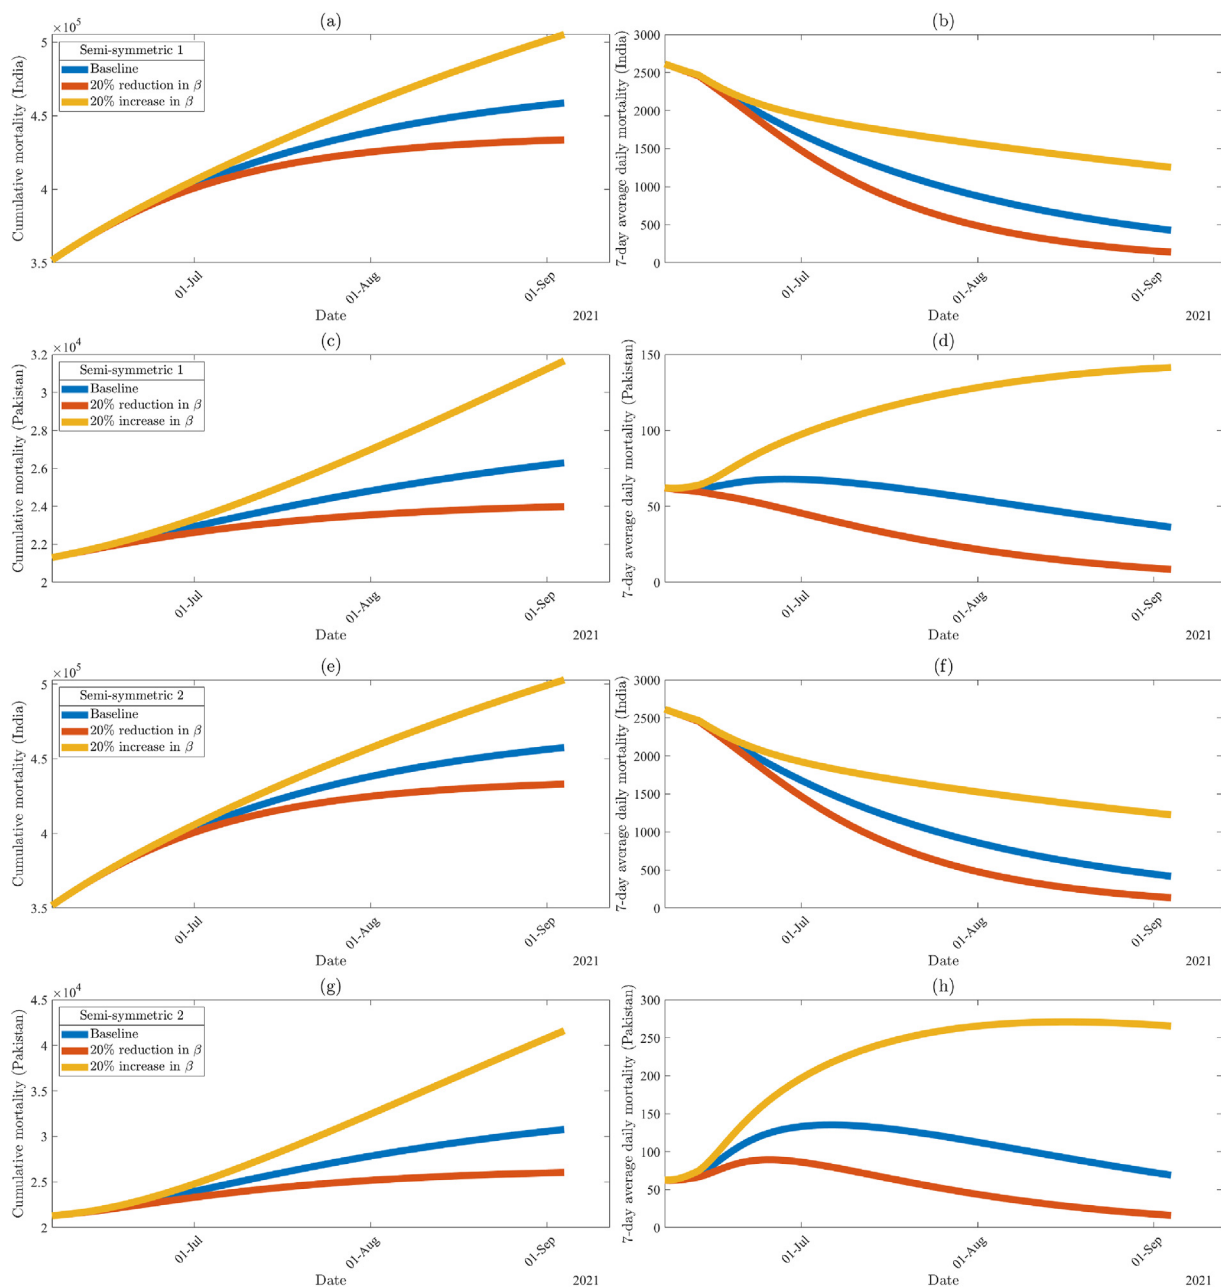 (a)
×10⁵
Semi-symmetric 1
Baseline
20% reduction in β
20% increase in β
5
4.5
4
3.5
Cumulative mortality (India)
01-Jul
01-Aug
01-Sep
Date
2021
(b)
3000
2500
2000
1500
1000
500
0
7-day average daily mortality (India)
01-Jul
01-Aug
01-Sep
Date
2021
(c)
×10⁴
Semi-symmetric 1
Baseline
20% reduction in β
20% increase in β
3.2
3
2.8
2.6
2.4
2.2
2
Cumulative mortality (Pakistan)
01-Jul
01-Aug
01-Sep
Date
2021
(d)
150
100
50
0
7-day average daily mortality (Pakistan)
01-Jul
01-Aug
01-Sep
Date
2021
(e)
×10⁵
Semi-symmetric 2
Baseline
20% reduction in β
20% increase in β
5
4.5
4
3.5
Cumulative mortality (India)
01-Jul
01-Aug
01-Sep
Date
2021
(f)
3000
2500
2000
1500
1000
500
0
7-day average daily mortality (India)
01-Jul
01-Aug
01-Sep
Date
2021
(g)
×10⁴
Semi-symmetric 2
Baseline
20% reduction in β
20% increase in β
4.5
4
3.5
3
2.5
2
Cumulative mortality (Pakistan)
01-Jul
01-Aug
01-Sep
Date
2021
(h)
300
250
200
150
100
50
0
7-day average daily mortality (Pakistan)
01-Jul
01-Aug
01-Sep
Date
2021